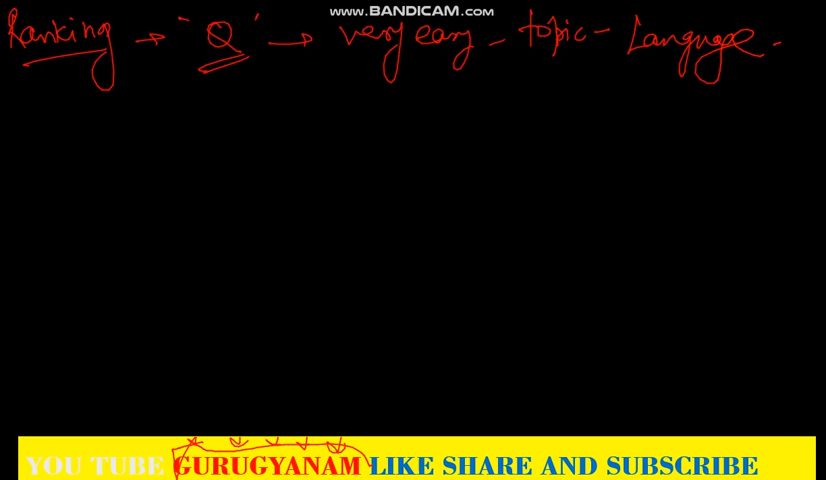 WWW.BANDICAM.COM
Ranking → "Q" → very easy - topic - Language -
YOU TUBE GURUGYANAM LIKE SHARE AND SUBSCRIBE